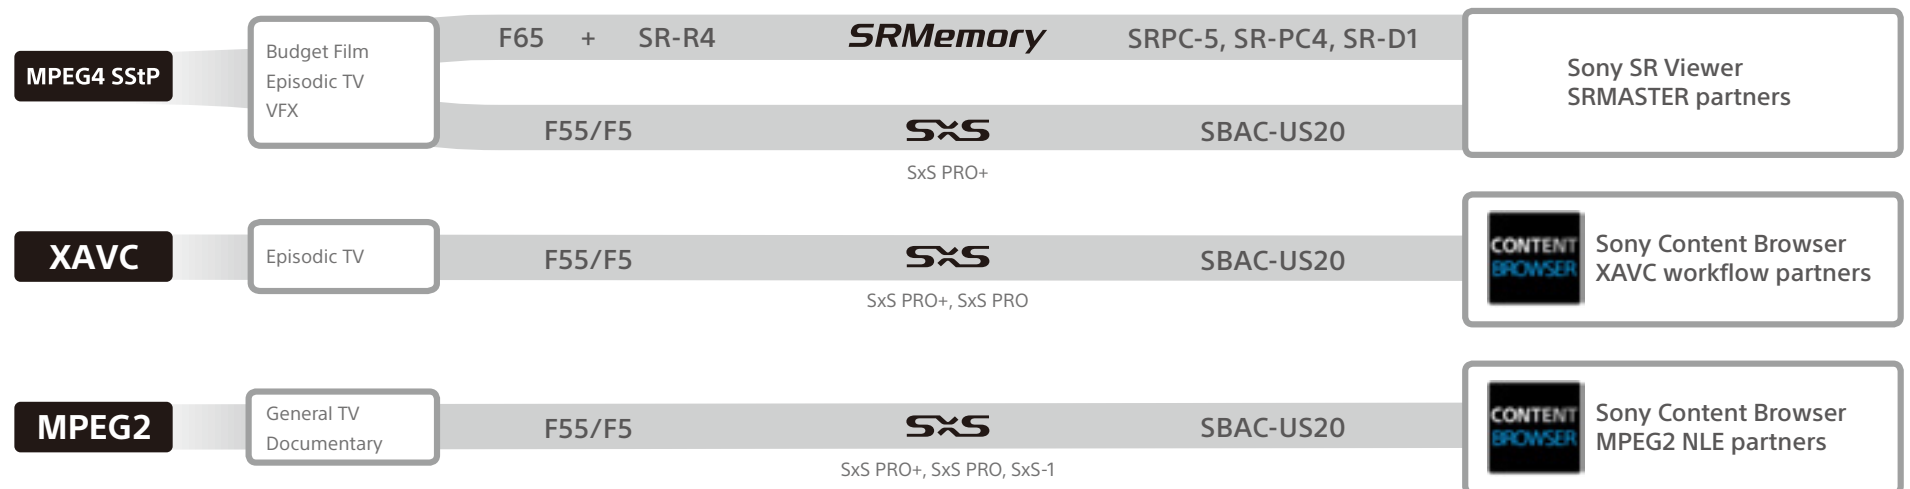 MPEG4 SStP
Budget Film
Episodic TV
VFX
F65 + SR-R4
SRMemory
SRPC-5, SR-PC4, SR-D1
F55/F5
SxS
SBAC-US20
SxS PRO+
Sony SR Viewer
SRMASTER partners
XAVC
Episodic TV
F55/F5
SxS
SBAC-US20
SxS PRO+, SxS PRO
CONTENT
BROWSER
Sony Content Browser
XAVC workflow partners
MPEG2
General TV
Documentary
F55/F5
SxS
SBAC-US20
SxS PRO+, SxS PRO, SxS-1
CONTENT
BROWSER
Sony Content Browser
MPEG2 NLE partners